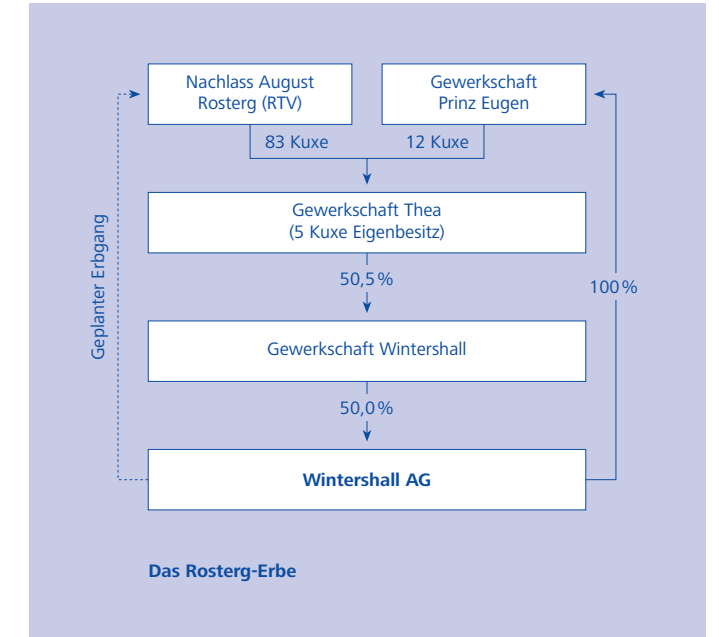 Nachlass August
Rosterg (RTV)
Gewerkschaft
Prinz Eugen
83 Kuxe
12 Kuxe
Gewerkschaft Thea
(5 Kuxe Eigenbesitz)
Geplanter Erbgang
50,5 %
100 %
Gewerkschaft Wintershall
50,0 %
Wintershall AG
Das Rosterg-Erbe